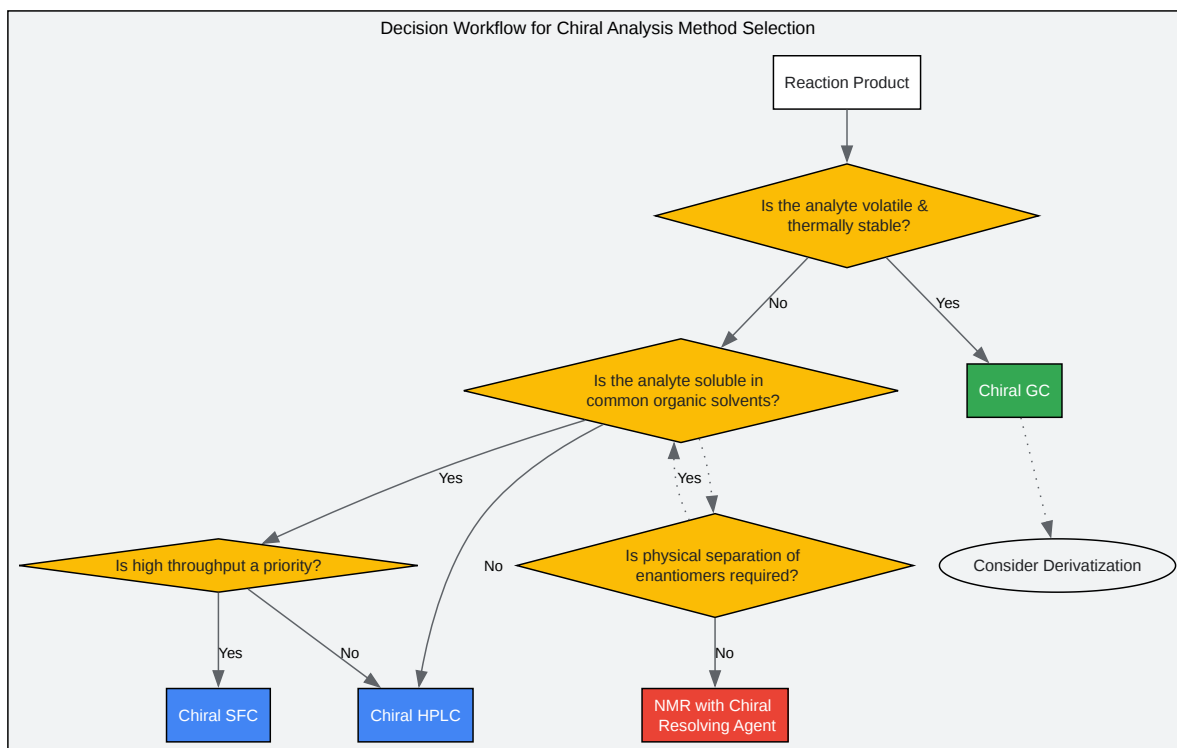 Decision Workflow for Chiral Analysis Method Selection
Reaction Product
Is the analyte volatile &
thermally stable?
No
Yes
Is the analyte soluble in
common organic solvents?
Chiral GC
Yes
Yes
No
Is high throughput a priority?
Is physical separation of
enantiomers required?
Consider Derivatization
Yes
No
No
Chiral SFC
Chiral HPLC
NMR with Chiral
Resolving Agent